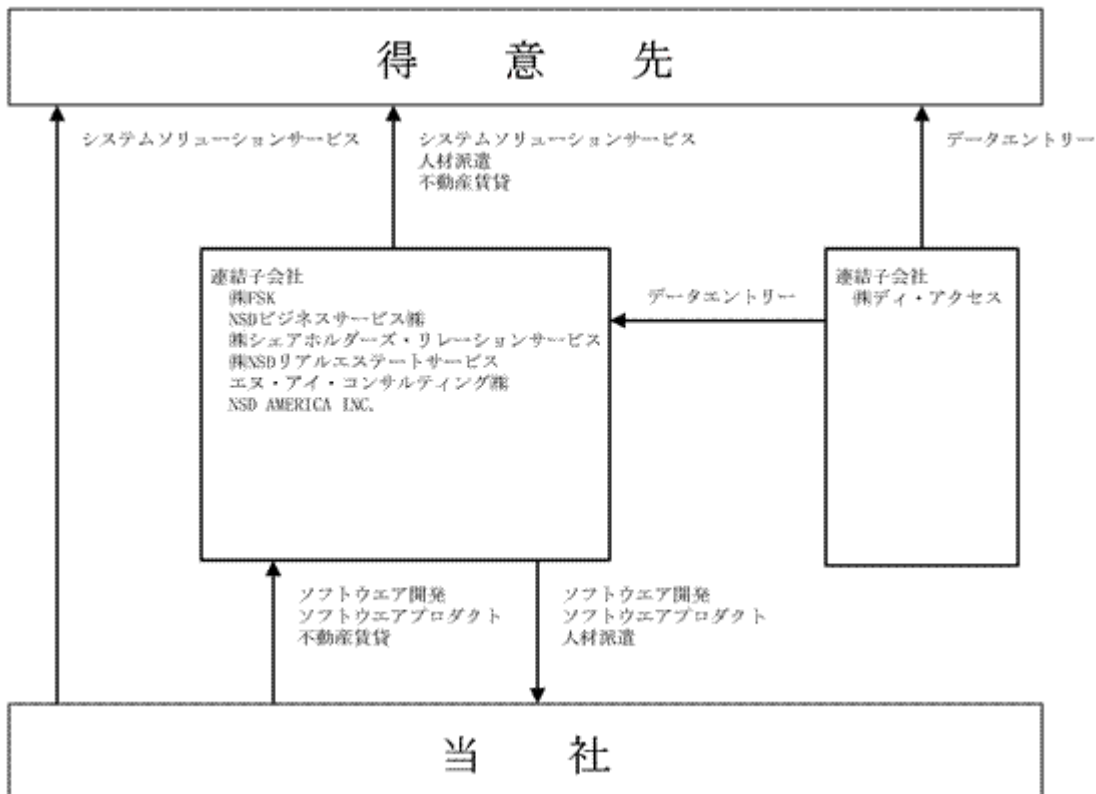 得 意 先
システムソリューションサービス
システムソリューションサービス
人材派遣
不動産賃貸
データエントリー
連結子会社
㈱FSK
NSDビジネスサービス㈱
㈱シェアホルダーズ・リレーションサービス
㈱NSDリアルエステートサービス
エヌ・アイ・コンサルティング㈱
NSD AMERICA INC.
データエントリー
連結子会社
㈱ディ・アクセス
ソフトウエア開発
ソフトウエアプロダクト
不動産賃貸
ソフトウエア開発
ソフトウエアプロダクト
人材派遣
当 社